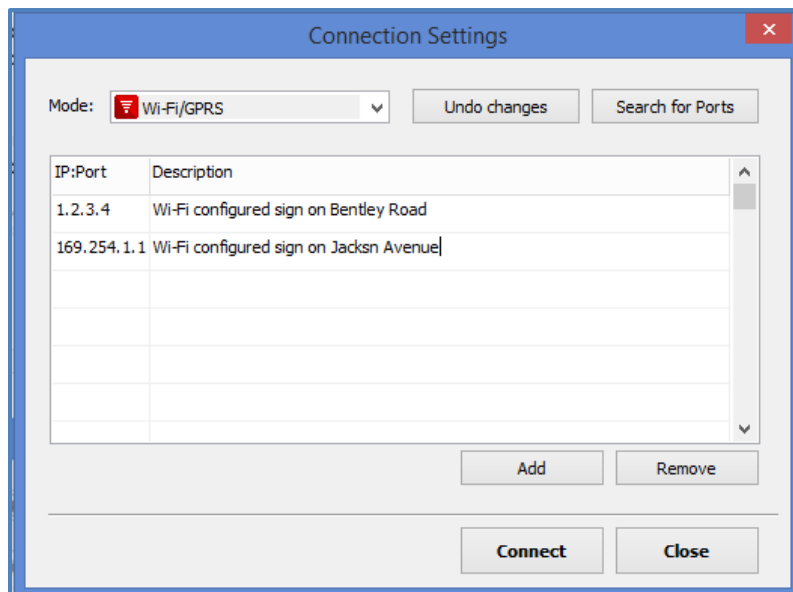 Connection Settings
Mode: Wi-Fi/GPRS Undo changes Search for Ports
IP:Port Description
1.2.3.4 Wi-Fi configured sign on Bentley Road
169.254.1.1 Wi-Fi configured sign on Jacksn Avenue
Add Remove
Connect Close